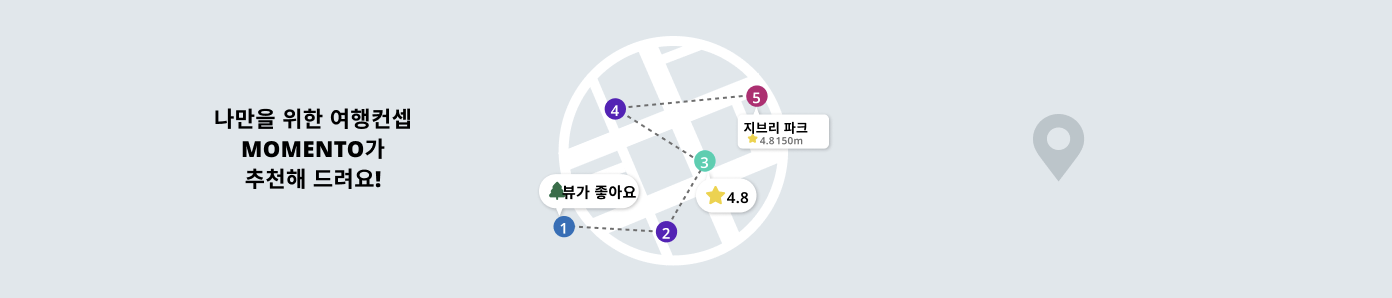 나만을 위한 여행컨셉
MOMENTO가
추천해 드려요!
4
5
지브리 파크
4.8 150m
3
뷰가 좋아요
4.8
1
2